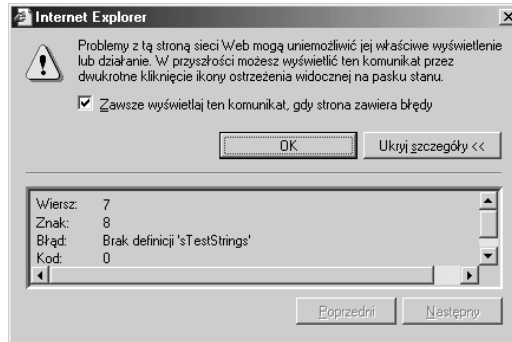 Internet Explorer
Problemy z tą stroną sieci Web mogą uniemożliwić jej właściwe wyświetlenie
lub działanie. W przyszłości możesz wyświetlić ten komunikat przez
dwukrotne kliknięcie ikony ostrzeżenia widocznej na pasku stanu.
Zawsze wyświetlaj ten komunikat, gdy strona zawiera błędy
OK Ukryj szczegóły <<
Wiersz: 7
Znak: 8
Błąd: Brak definicji 'sTestStrings'
Kod: 0
Poprzedni Następny